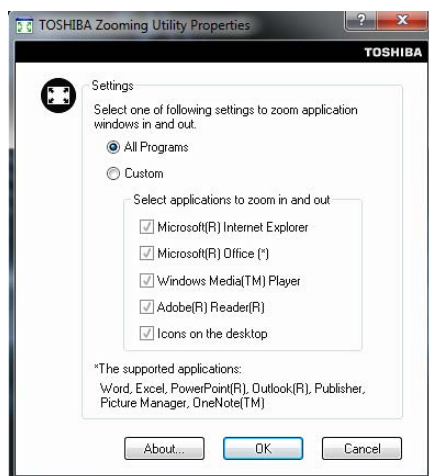 TOSHIBA Zooming Utility Properties
?
X
TOSHIBA
Settings
Select one of following settings to zoom application
windows in and out.
All Programs
Custom
Select applications to zoom in and out
Microsoft(R) Internet Explorer
Microsoft(R) Office (*)
Windows Media(TM) Player
Adobe(R) Reader(R)
Icons on the desktop
*The supported applications:
Word, Excel, PowerPoint(R), Outlook(R), Publisher,
Picture Manager, OneNote(TM)
About...
OK
Cancel